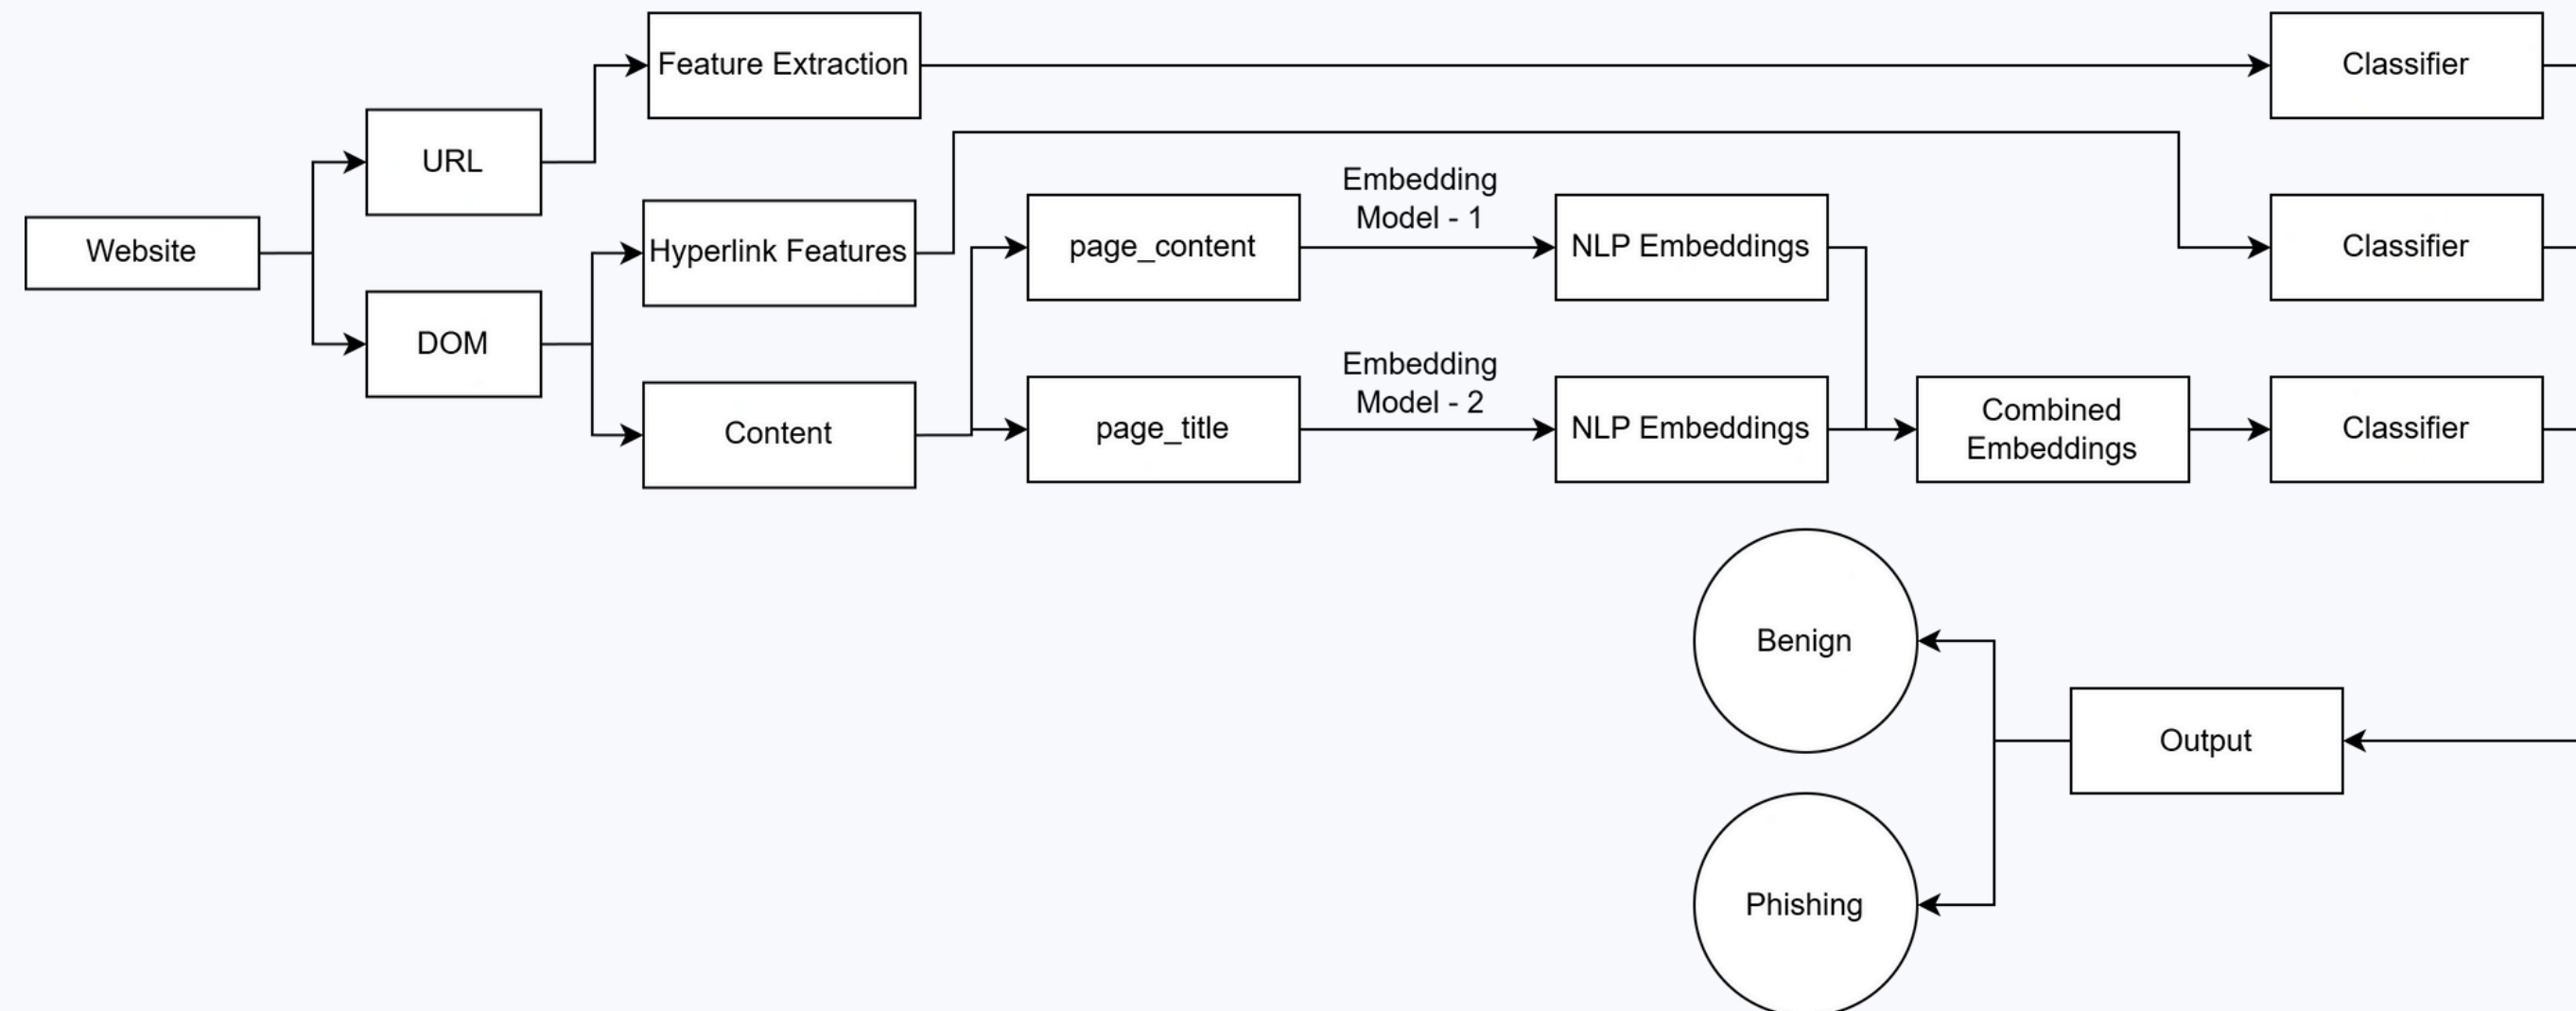 Feature Extraction
Classifier
URL
Embedding
Model - 1
Website
Hyperlink Features
page_content
NLP Embeddings
Classifier
DOM
Embedding
Model - 2
Content
page_title
NLP Embeddings
Combined
Embeddings
Classifier
Benign
Output
Phishing